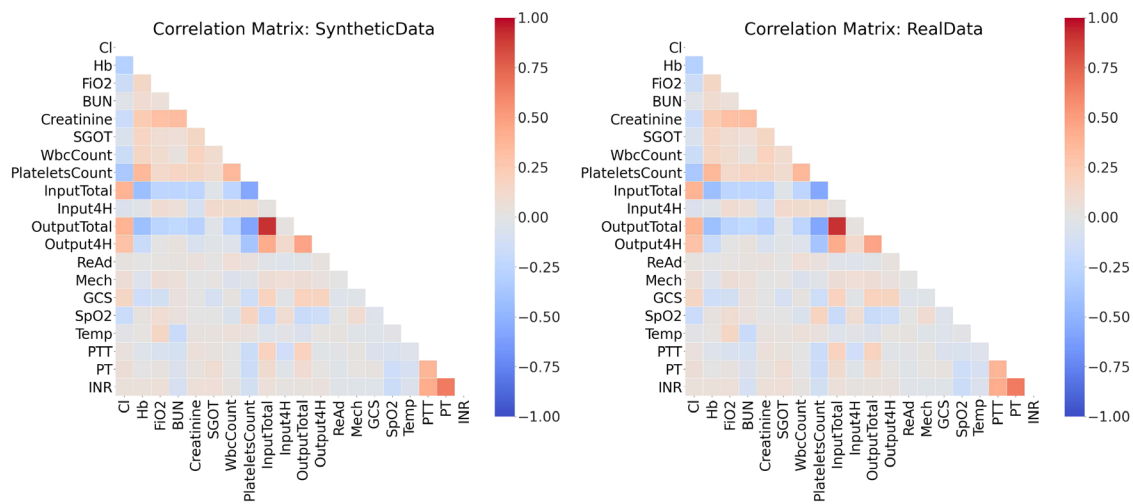 Correlation Matrix: SyntheticData
Cl
Hb
FiO2
BUN
Creatinine
SGOT
WbcCount
PlateletsCount
InputTotal
Input4H
OutputTotal
Output4H
ReAd
Mech
GCS
SpO2
Temp
PTT
PT
INR
Cl
Hb
FiO2
BUN
Creatinine
SGOT
WbcCount
PlateletsCount
InputTotal
Input4H
OutputTotal
Output4H
ReAd
Mech
GCS
SpO2
Temp
PTT
PT
INR
1.00
0.75
0.50
0.25
0.00
−0.25
−0.50
−0.75
−1.00
Correlation Matrix: RealData
Cl
Hb
FiO2
BUN
Creatinine
SGOT
WbcCount
PlateletsCount
InputTotal
Input4H
OutputTotal
Output4H
ReAd
Mech
GCS
SpO2
Temp
PTT
PT
INR
Cl
Hb
FiO2
BUN
Creatinine
SGOT
WbcCount
PlateletsCount
InputTotal
Input4H
OutputTotal
Output4H
ReAd
Mech
GCS
SpO2
Temp
PTT
PT
INR
1.00
0.75
0.50
0.25
0.00
−0.25
−0.50
−0.75
−1.00